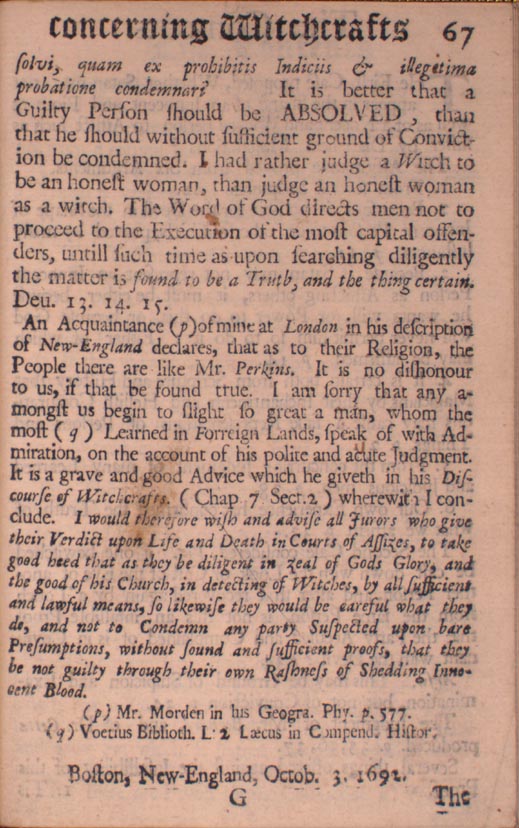 concerning Witchcrafts 67
ſolvi, quam ex prohibitis Indiciis & illegitima
probatione condemnari? It is better that a
Guilty Perſon ſhould be ABSOLVED, than
that he ſhould without ſufficient ground of Convict-
ion be condemned. I had rather judge a Witch to
be an honeſt woman, than judge an honeſt woman
as a witch. The Word of God directs men not to
proceed to the Execution of the moſt capital offen-
ders, untill ſuch time as upon ſearching diligently
the matter is found to be a Truth, and the thing certain.
Deu. 13. 14. 15.
An Acquaintance (p) of mine at London in his deſcription
of New-England declares, that as to their Religion, the
People there are like Mr. Perkins. It is no diſhonour
to us, if that be found true. I am ſorry that any a-
mongſt us begin to ſlight ſo great a man, whom the
moſt (q) Learned in Forreign Lands, ſpeak of with Ad-
miration, on the account of his polite and acute Judgment.
It is a grave and good Advice which he giveth in his Diſ-
courſe of Witchcrafts. (Chap. 7 Sect.2) wherewith I con-
clude. I would therefore wiſh and adviſe all Jurors who give
their Verdict upon Life and Death in Courts of Aſſizes, to take
good heed that as they be diligent in zeal of Gods Glory, and
the good of his Church, in detecting of Witches, by all ſufficient
and lawful means, ſo likewiſe they would be careful what they
do, and not to Condemn any party Suſpected upon bare
Preſumptions, without ſound and ſufficient proofs, that they
be not guilty through their own Raſhneſs of Shedding Inno-
cent Blood.
(p) Mr. Morden in his Geogra. Phy. p. 577.
(q) Voetius Biblioth. L. 2 Læcus in Compend. Hiſtor.
Boſton, New-England, Octob. 3. 1692.
G The